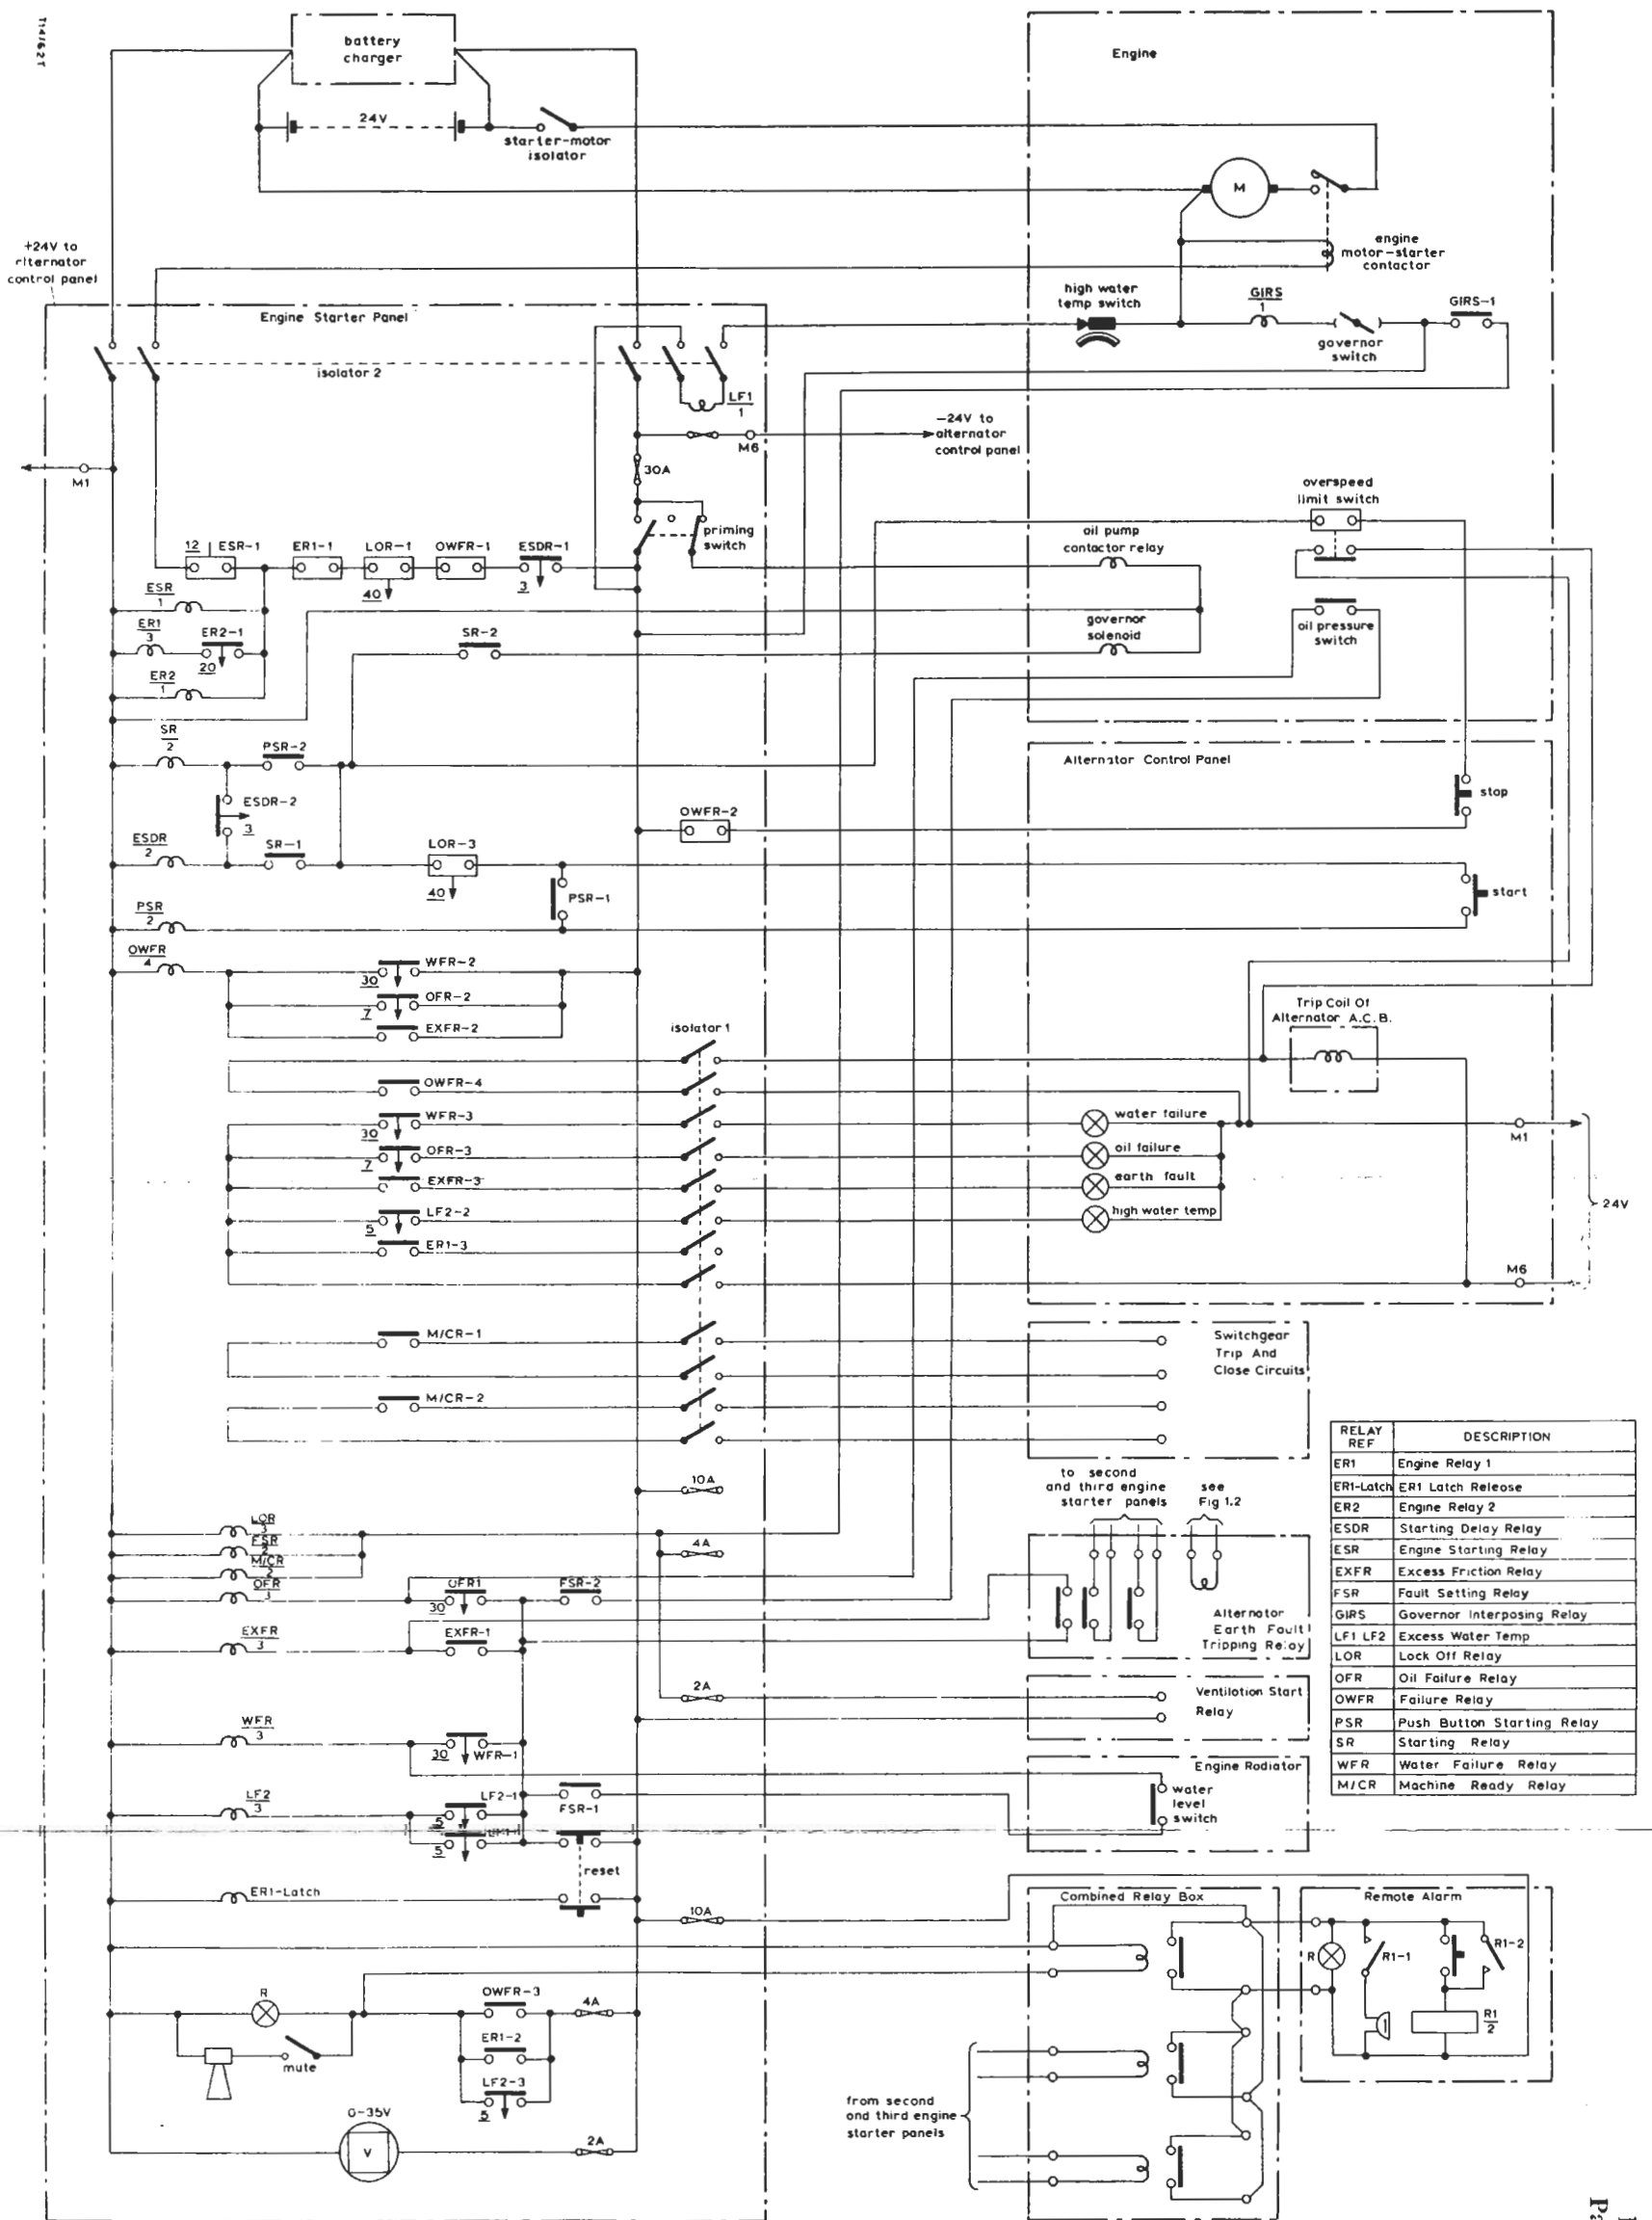 T14/62T
battery
charger
24V
starter-motor
isolator
Engine
M
engine
motor-starter
contactor
+24V to
alternator
control panel
Engine Starter Panel
high water
temp switch
GIRS
1
GIRS-1
governor
switch
isolator 2
LF1
1
M6
-24V to
alternator
control panel
M1
30A
priming
switch
overspeed
limit switch
oil pump
contactor relay
12
ESR-1
ER1-1
LOR-1
OWFR-1
ESDR-1
40
3
ESR
1
ER1
3
ER2-1
20
ER2
1
SR-2
governor
solenoid
oil pressure
switch
SR
2
PSR-2
Alternator Control Panel
stop
ESDR-2
3
OWFR-2
ESDR
2
SR-1
LOR-3
40
PSR-1
start
PSR
2
OWFR
4
WFR-2
30
OFR-2
7
EXFR-2
isolator 1
Trip Coil Of
Alternator A.C.B.
OWFR-4
WFR-3
30
water failure
M1
OFR-3
7
oil failure
EXFR-3
earth fault
24V
LF2-2
5
high water temp
ER1-3
M6
M/CR-1
Switchgear
Trip And
Close Circuits
M/CR-2
RELAY
REF
DESCRIPTION
ER1 Engine Relay 1
ER1-Latch ER1 Latch Release
ER2 Engine Relay 2
ESDR Starting Delay Relay
ESR Engine Starting Relay
EXFR Excess Friction Relay
FSR Fault Setting Relay
GIRS Governor Interposing Relay
LF1 LF2 Excess Water Temp
LOR Lock Off Relay
OFR Oil Failure Relay
OWFR Failure Relay
PSR Push Button Starting Relay
SR Starting Relay
WFR Water Failure Relay
M/CR Machine Ready Relay
10A
to second
and third engine
starter panels
see
Fig 1.2
LOR
3
FSR
2
M/CR
2
OFR
3
4A
OFR1
30
FSR-2
Alternator
Earth Fault
Tripping Relay
EXFR
3
EXFR-1
2A
Ventilation Start
Relay
WFR
3
30
WFR-1
Engine Radiator
water
level
switch
LF2
3
LF2-1
5
FSR-1
5
reset
ER1-Latch
10A
Combined Relay Box
Remote Alarm
R
R1-1
R1-2
R1
2
R
OWFR-3
4A
ER1-2
mute
LF2-3
5
from second
and third engine
starter panels
0-35V
V
2A